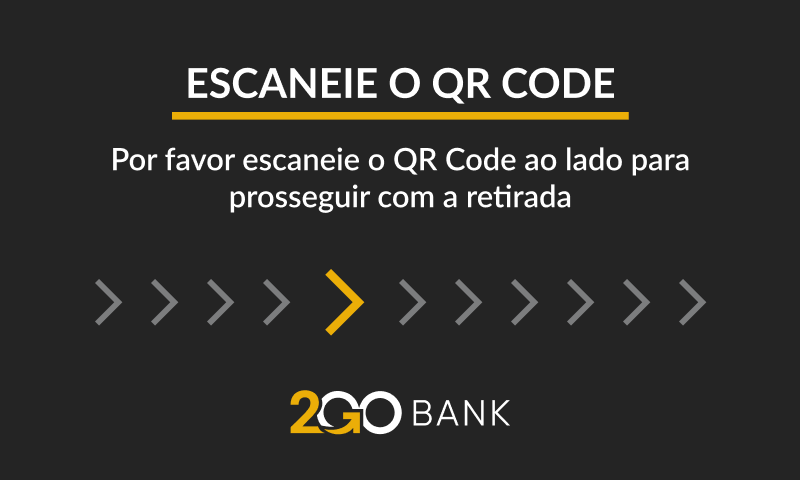 ESCANEIE O QR CODE
Por favor escaneie o QR Code ao lado para
prosseguir com a retirada
2GO BANK